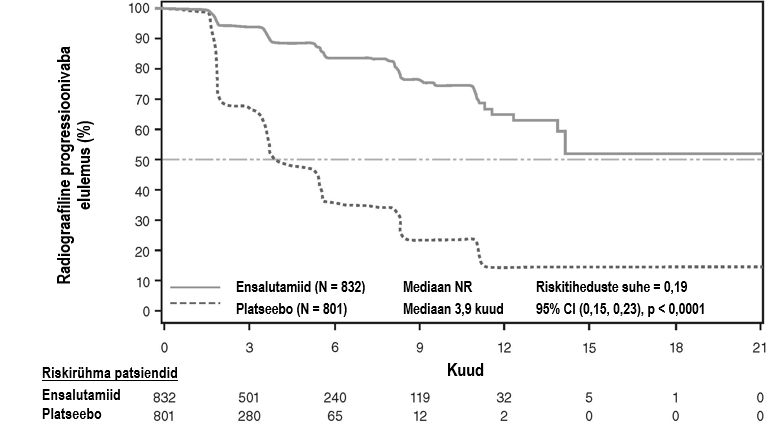 100
90
80
70
60
50
40
30
20
10
0
Radiograafiline progressioonivaba
elulemus (%)
Ensalutamiid (N = 832) Mediaan NR Riskitiheduste suhe = 0,19
Platseebo (N = 801) Mediaan 3,9 kuud 95% CI (0,15, 0,23), p < 0,0001
0 3 6 9 12 15 18 21
Kuud
Riskirühma patsiendid
Ensalutamiid 832 501 240 119 32 5 1 0
Platseebo 801 280 65 12 2 0 0 0